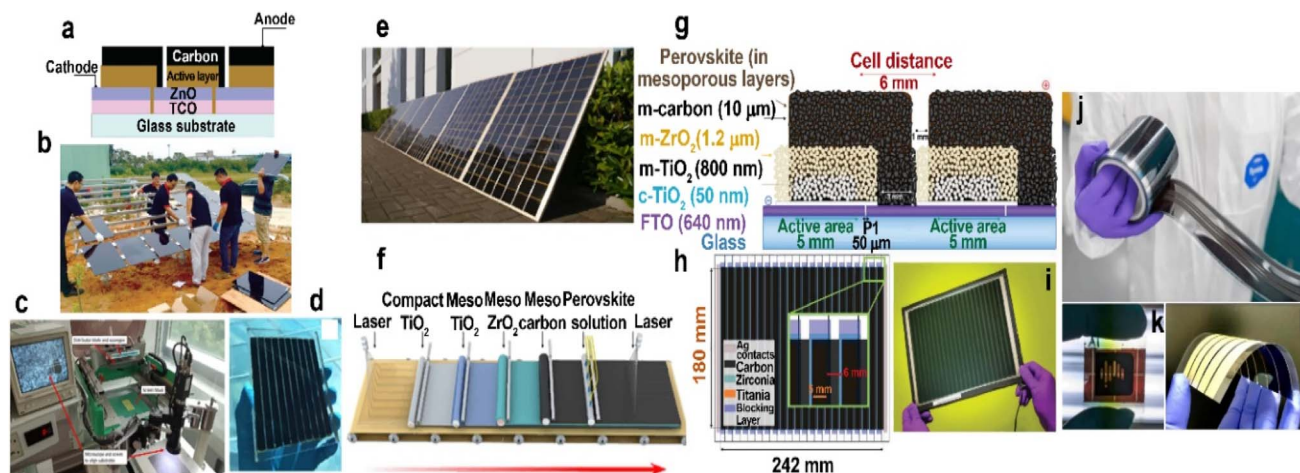 a
Anode
Carbon
Cathode
Active layer
ZnO
TCO
Glass substrate
b
c
d
e
f
Compact Meso Meso Meso Perovskite
Laser TiO₂ TiO₂ ZrO₂ carbon solution Laser
g
Perovskite (in
mesoporous layers)
Cell distance
6 mm
m-carbon (10 μm)
m-ZrO₂(1.2 μm)
m-TiO₂ (800 nm)
c-TiO₂ (50 nm)
FTO (640 nm)
Glass
1 mm
Active area
5 mm
P1
50 μm
Active area
5 mm
h
180 mm
Ag
contacts
Carbon
Zirconia
Titania
Blocking
Layer
6 mm
5 mm
242 mm
i
j
k